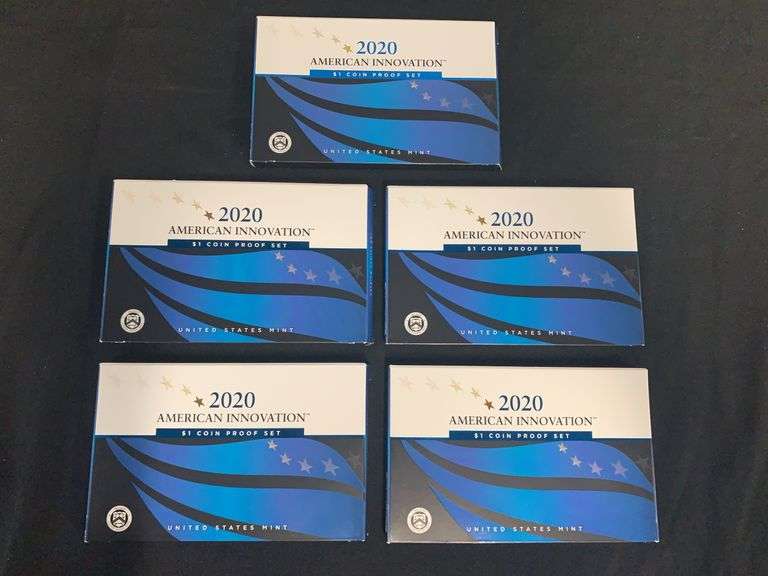 2020
AMERICAN INNOVATION™
$1 COIN PROOF SET
UNITED STATES MINT
2020
AMERICAN INNOVATION™
$1 COIN PROOF SET
UNITED STATES MINT
2020
AMERICAN INNOVATION™
$1 COIN PROOF SET
UNITED STATES MINT
2020
AMERICAN INNOVATION™
$1 COIN PROOF SET
UNITED STATES MINT
2020
AMERICAN INNOVATION™
$1 COIN PROOF SET
UNITED STATES MINT